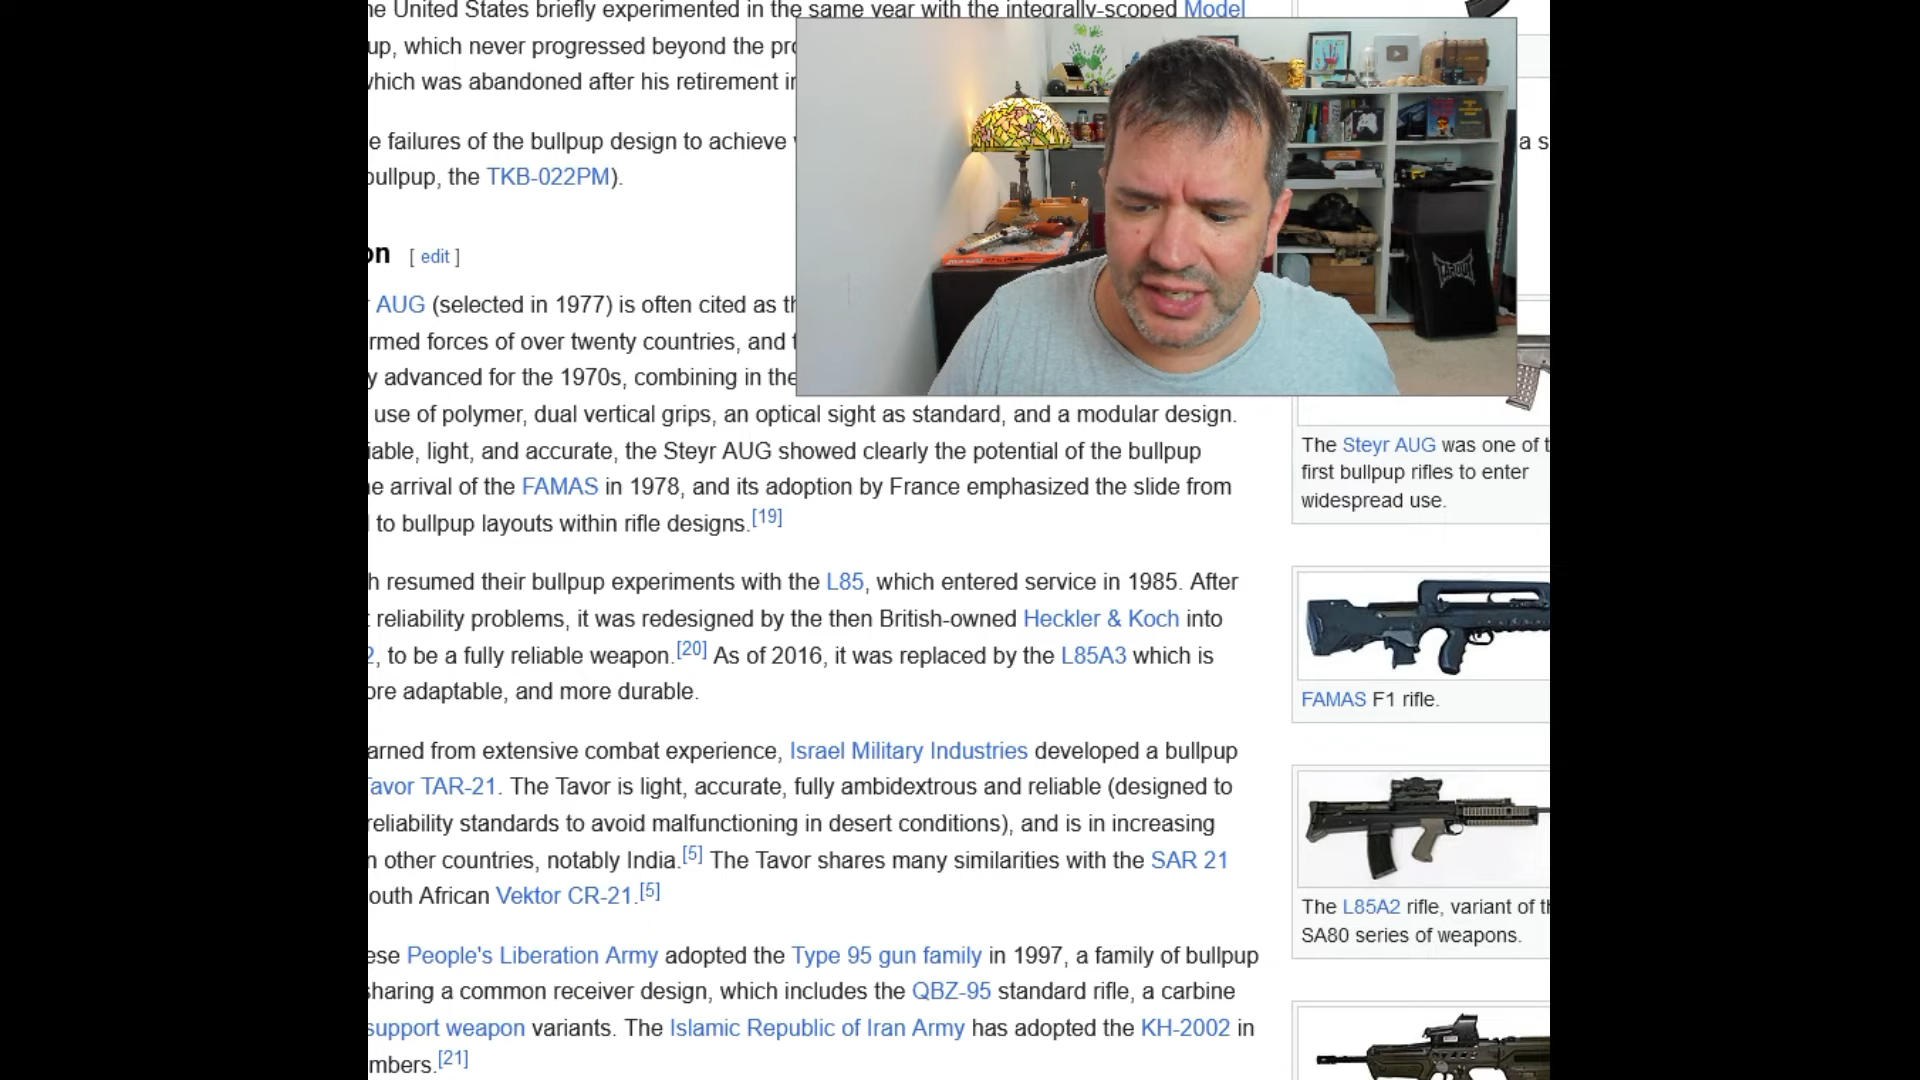 he United States briefly experimented in the same year with the integrally-scoped Model
up, which never progressed beyond the pro
which was abandoned after his retirement in
e failures of the bullpup design to achieve
a s
bullpup, the TKB-022PM).
on [ edit ]
r AUG (selected in 1977) is often cited as th
rmed forces of over twenty countries, and t
y advanced for the 1970s, combining in the
use of polymer, dual vertical grips, an optical sight as standard, and a modular design.
iable, light, and accurate, the Steyr AUG showed clearly the potential of the bullpup
e arrival of the FAMAS in 1978, and its adoption by France emphasized the slide from
l to bullpup layouts within rifle designs.[19]
h resumed their bullpup experiments with the L85, which entered service in 1985. After
t reliability problems, it was redesigned by the then British-owned Heckler & Koch into
2, to be a fully reliable weapon.[20] As of 2016, it was replaced by the L85A3 which is
ore adaptable, and more durable.
arned from extensive combat experience, Israel Military Industries developed a bullpup
Tavor TAR-21. The Tavor is light, accurate, fully ambidextrous and reliable (designed to
reliability standards to avoid malfunctioning in desert conditions), and is in increasing
n other countries, notably India.[5] The Tavor shares many similarities with the SAR 21
outh African Vektor CR-21.[5]
ese People's Liberation Army adopted the Type 95 gun family in 1997, a family of bullpup
sharing a common receiver design, which includes the QBZ-95 standard rifle, a carbine
support weapon variants. The Islamic Republic of Iran Army has adopted the KH-2002 in
mbers.[21]
The Steyr AUG was one of t
first bullpup rifles to enter
widespread use.
FAMAS F1 rifle.
The L85A2 rifle, variant of th
SA80 series of weapons.
TAPOUT